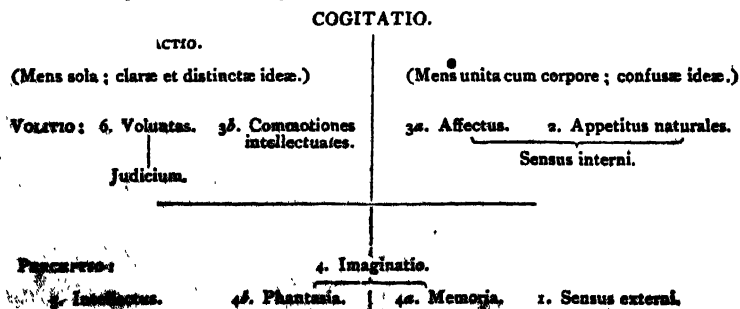 COGITATIO.
ACTIO.
(Mens sola ; claræ et distinctæ ideæ.) (Mens unita cum corpore ; confusæ ideæ.)
VOLITIO : 6. Voluntas. 3b. Commotiones intellectuales. 3a. Affectus. 2. Appetitus naturales.
Judicium. Sensus interni.
PERCEPTIO : 4. Imaginatio.
Intellectus. 4b. Phantasia. 4a. Memoria. 1. Sensus externi.